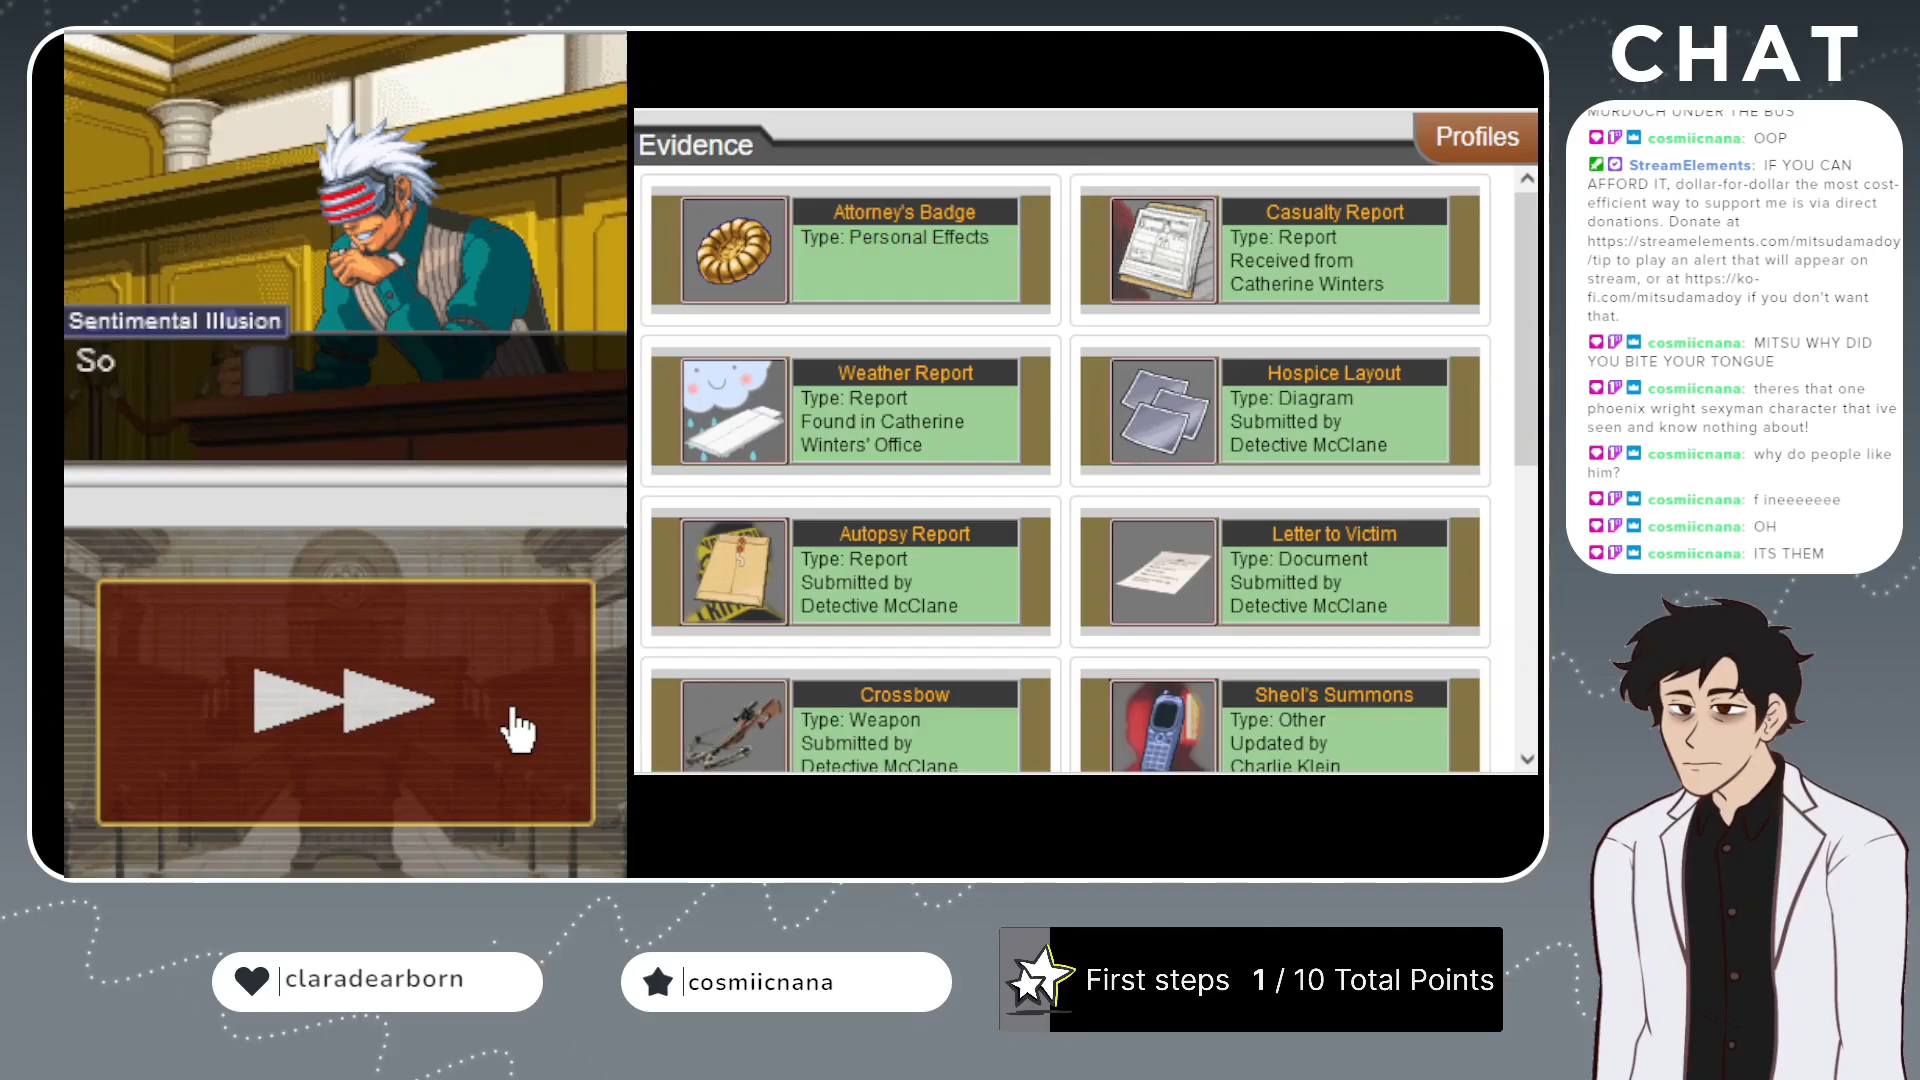 CHAT
MURDOCH UNDER THE BUS
cosmiicnana: OOP
StreamElements: IF YOU CAN
AFFORD IT, dollar-for-dollar the most cost-
efficient way to support me is via direct
donations. Donate at
https://streamelements.com/mitsudamadoy
/tip to play an alert that will appear on
stream, or at https://ko-
fi.com/mitsudamadoy if you don't want
that.
cosmiicnana: MITSU WHY DID
YOU BITE YOUR TONGUE
cosmiicnana: theres that one
phoenix wright sexyman character that ive
seen and know nothing about!
cosmiicnana: why do people like
him?
cosmiicnana: f ineeeeeee
cosmiicnana: OH
cosmiicnana: ITS THEM
Sentimental Illusion
So
Evidence
Profiles
Attorney's Badge
Type: Personal Effects
Casualty Report
Type: Report
Received from
Catherine Winters
Weather Report
Type: Report
Found in Catherine
Winters' Office
Hospice Layout
Type: Diagram
Submitted by
Detective McClane
Autopsy Report
Type: Report
Submitted by
Detective McClane
Letter to Victim
Type: Document
Submitted by
Detective McClane
Crossbow
Type: Weapon
Submitted by
Detective McClane
Sheol's Summons
Type: Other
Updated by
Charlie Klein
claradearborn
cosmiicnana
First steps 1 / 10 Total Points